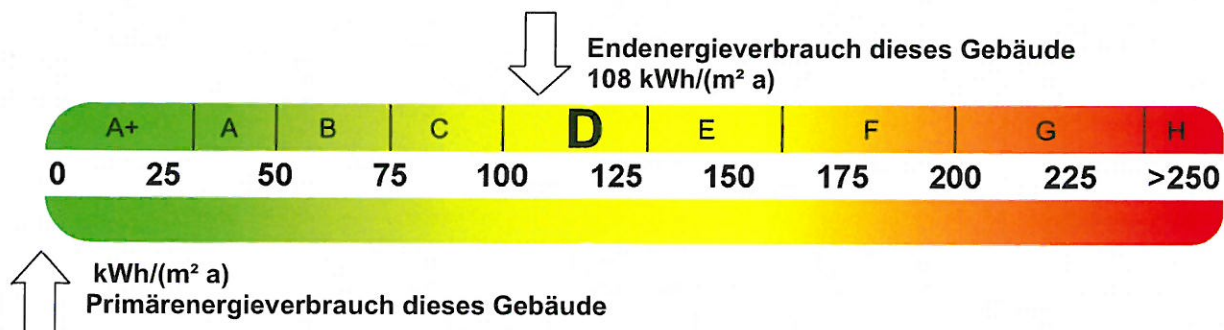 Endenergieverbrauch dieses Gebäude
108 kWh/(m² a)
A+ A B C D E F G H
0 25 50 75 100 125 150 175 200 225 >250
kWh/(m² a)
Primärenergieverbrauch dieses Gebäude